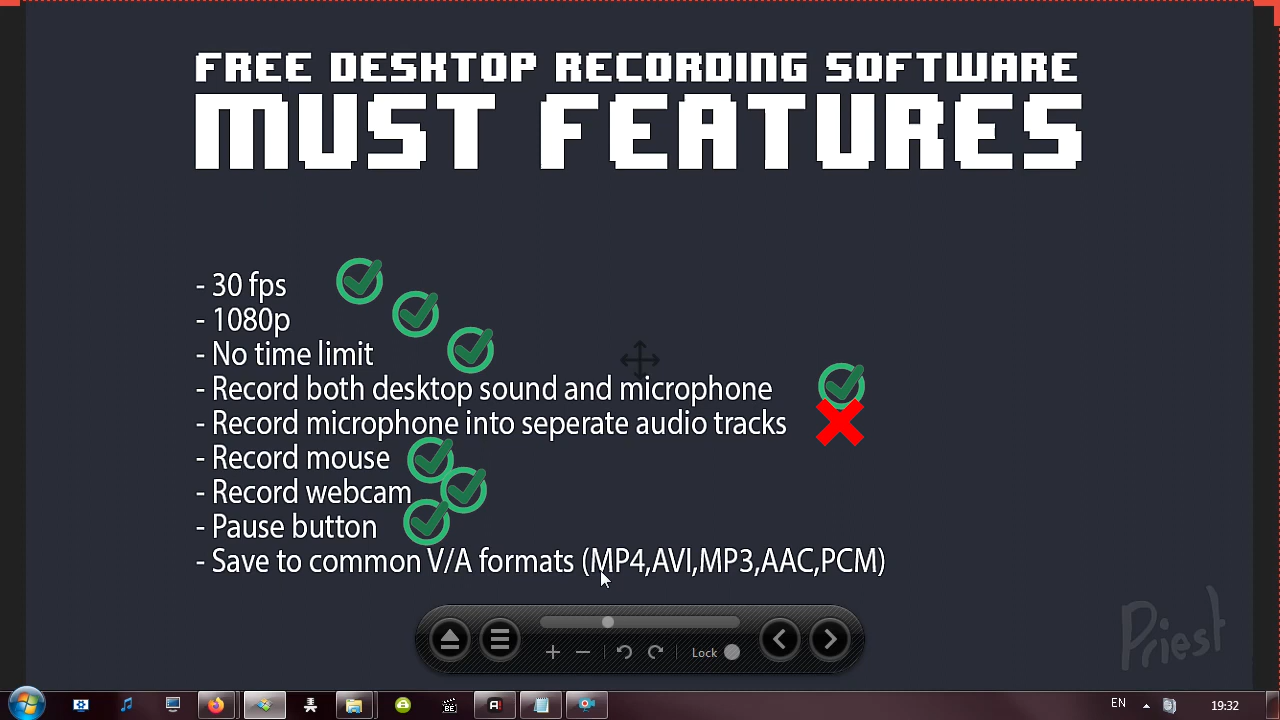 FREE DESKTOP RECORDING SOFTWARE
MUST FEATURES
- 30 fps
- 1080p
- No time limit
- Record both desktop sound and microphone
- Record microphone into seperate audio tracks
- Record mouse
- Record webcam
- Pause button
- Save to common V/A formats (MP4,AVI,MP3,AAC,PCM)
Lock
Priest
EN
19:32